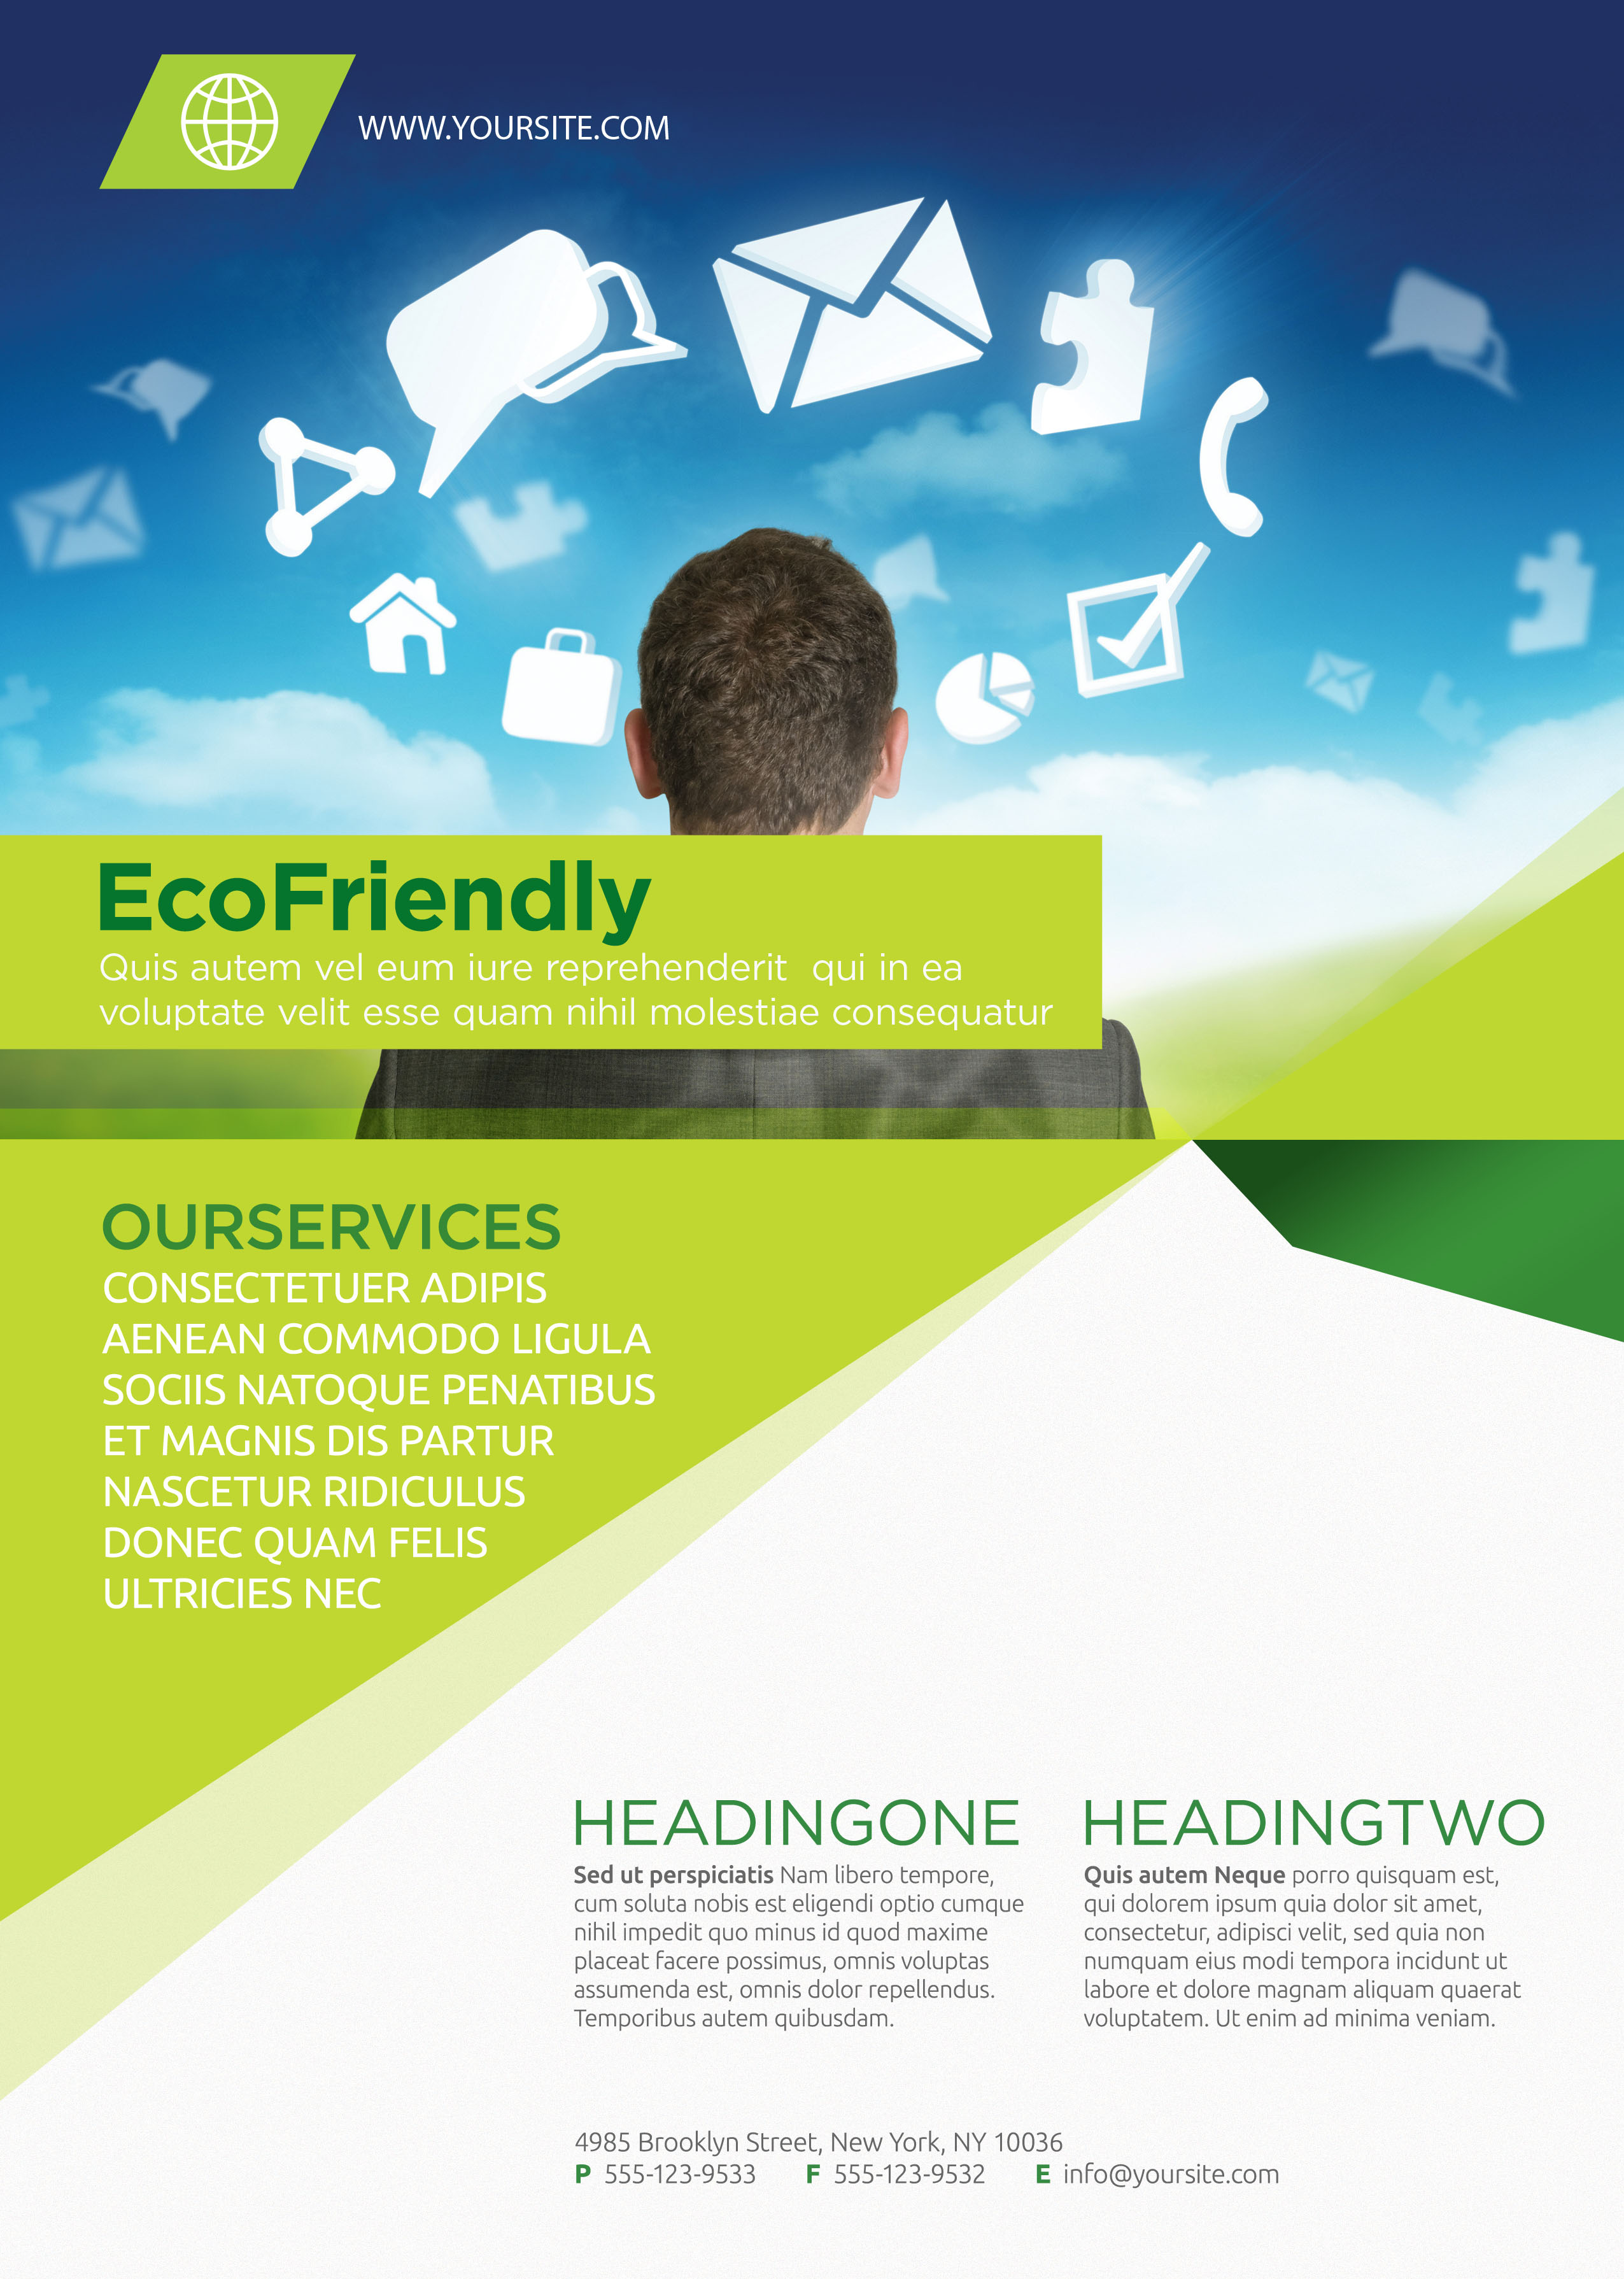 WWW.YOURSITE.COM
EcoFriendly
Quis autem vel eum iure reprehenderit qui in ea
voluptate velit esse quam nihil molestiae consequatur
OURSERVICES
CONSECTETUER ADIPIS
AENEAN COMMODO LIGULA
SOCIIS NATOQUE PENATIBUS
ET MAGNIS DIS PARTUR
NASCETUR RIDICULUS
DONEC QUAM FELIS
ULTRICIES NEC
HEADINGONE
Sed ut perspiciatis Nam libero tempore,
cum soluta nobis est eligendi optio cumque
nihil impedit quo minus id quod maxime
placeat facere possimus, omnis voluptas
assumenda est, omnis dolor repellendus.
Temporibus autem quibusdam.
HEADINGTWO
Quis autem Neque porro quisquam est,
qui dolorem ipsum quia dolor sit amet,
consectetur, adipisci velit, sed quia non
numquam eius modi tempora incidunt ut
labore et dolore magnam aliquam quaerat
voluptatem. Ut enim ad minima veniam.
4985 Brooklyn Street, New York, NY 10036
P 555-123-9533 F 555-123-9532 E info@yoursite.com